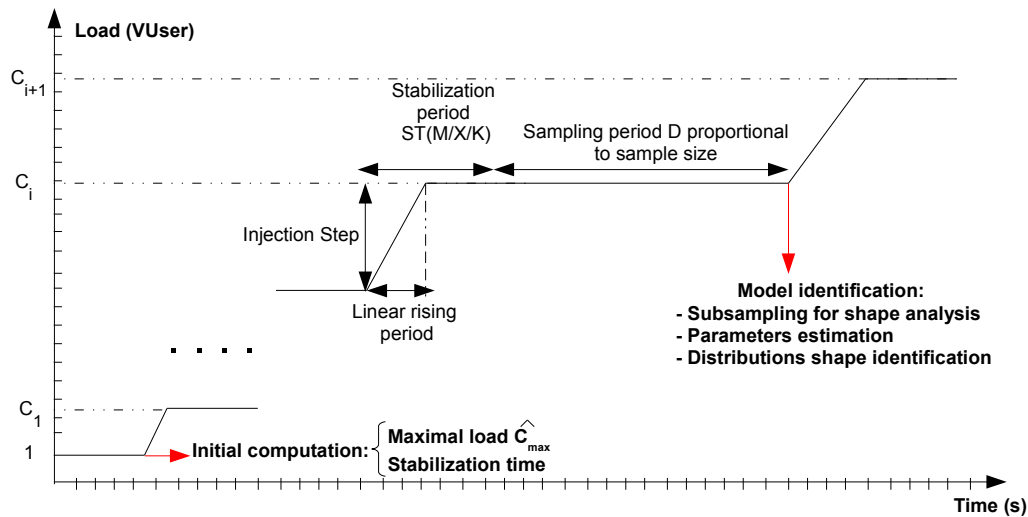 Load (VUser)
C i+1
Stabilization
period
ST(M/X/K)
Sampling period D proportional
to sample size
C i
Injection Step
Linear rising
period
Model identification:
- Subsampling for shape analysis
- Parameters estimation
- Distributions shape identification
. . . .
C 1
1
Initial computation:
Maximal load Ĉ max
Stabilization time
Time (s)